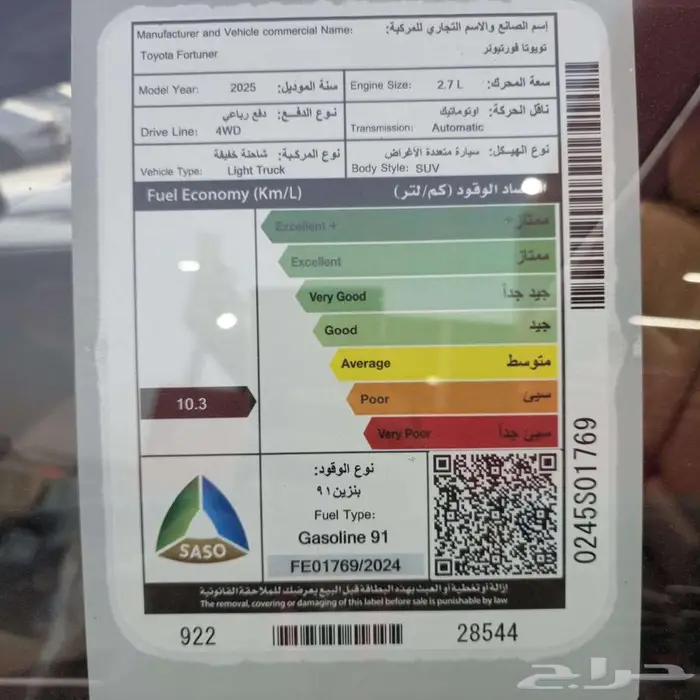 Manufacturer and Vehicle commercial Name: إسم الصانع والاسم التجاري للمركبة:
Toyota Fortuner تويوتا فورتيونر
Model Year: 2025 سنة الموديل:
Engine Size: 2.7 L سعة المحرك:
نوع الدفع: دفع رباعي
Drive Line: 4WD
ناقل الحركة: اوتوماتيك
Transmission: Automatic
نوع المركبة: شاحنة خفيفة
Vehicle Type: Light Truck
نوع الهيكل: سيارة متعددة الأغراض
Body Style: SUV
Fuel Economy (Km/L) الوقود (كم/لتر)
Excellent + ممتاز +
Excellent ممتاز
Very Good جيد جداً
Good جيد
Average متوسط
10.3
Poor سيئ
Very Poor سيئ جداً
SASO
نوع الوقود:
بنزين ٩١
Fuel Type:
Gasoline 91
FE01769/2024
إزالة أو تغطية أو العبث بهذه البطاقة قبل البيع يعرضك للملاحقة القانونية
The removal, covering or damaging of this label before sale is punishable by law
922
28544
0245S01769
حراج